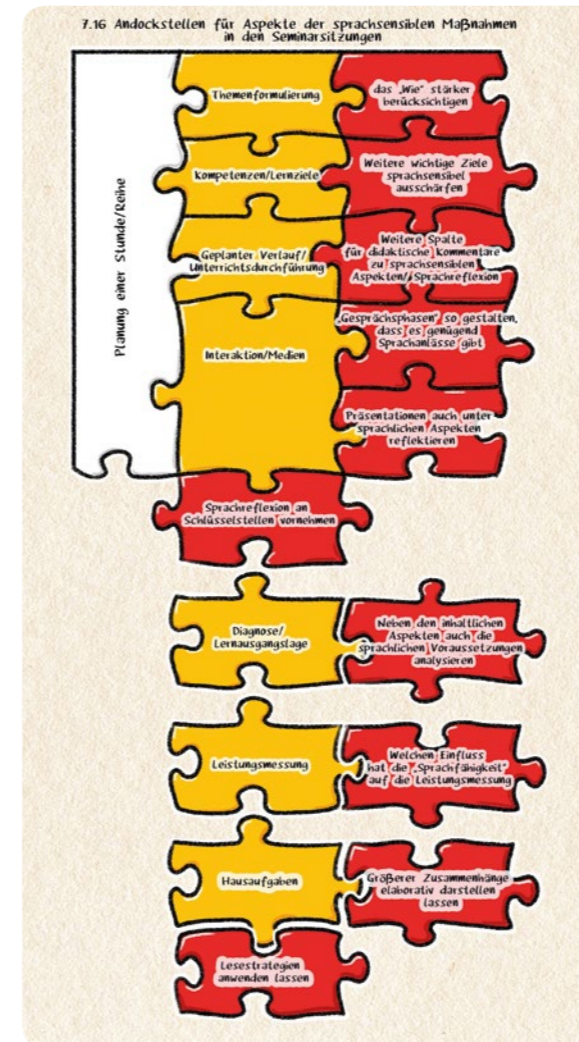 7.16 Andockstellen für Aspekte der sprachsensiblen Maßnahmen
in den Seminarsitzungen
Planung einer Stunde/Reihe
Themenformulierung
das „Wie“ stärker
berücksichtigen
Kompetenzen/Lernziele
Weitere wichtige Ziele
sprachsensibel
ausschärfen
Geplanter Verlauf/
Unterrichtsdurchführung
Weitere Spalte
für didaktische Kommentare
zu sprachsensiblen
Aspekten/Sprachreflexion
Interaktion/Medien
„Gesprächsphasen“ so gestalten,
dass es genügend
Sprachanlässe gibt
Präsentationen auch unter
sprachlichen Aspekten
reflektieren
Sprachreflexion an
Schlüsselstellen vornehmen
Diagnose/
Lernausgangslage
Neben den inhaltlichen
Aspekten auch die
sprachlichen Voraussetzungen
analysieren
Leistungsmessung
Welchen Einfluss
hat die „Sprachfähigkeit“
auf die Leistungsmessung
Hausaufgaben
Größerer Zusammenhänge
elaborativ darstellen
lassen
Lesestrategien
anwenden lassen